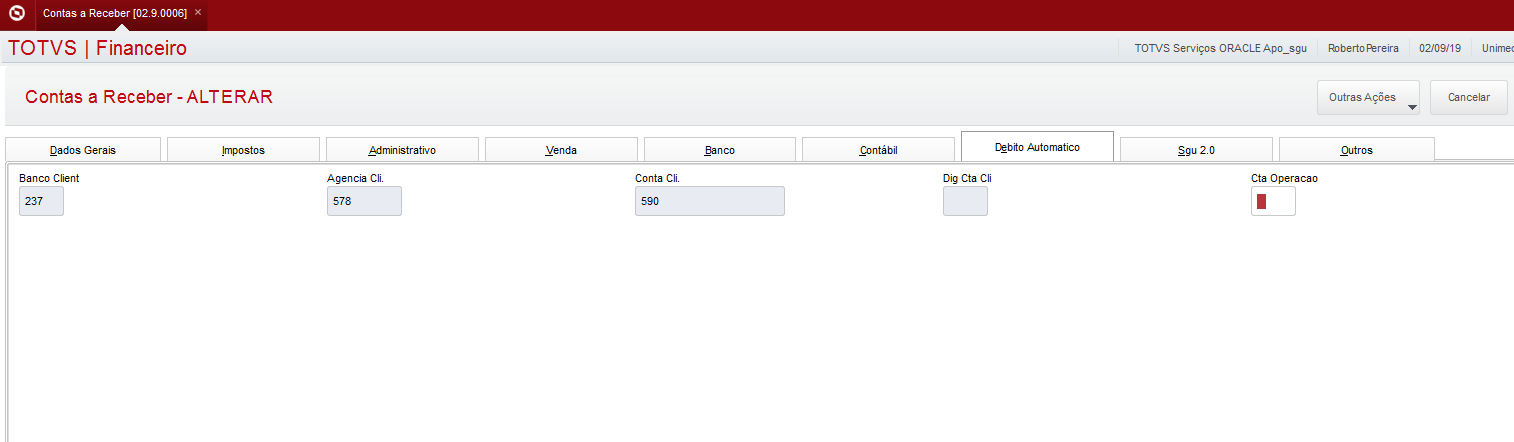 Contas a Receber [02.9.0006] ×
TOTVS | Financeiro
TOTVS Serviços ORACLE Apo_sgu RobertoPereira 02/09/19 Unimed
Contas a Receber - ALTERAR
Outras Ações Cancelar
Dados Gerais Impostos Administrativo Venda Banco Contábil Debito Automatico Sgu 2.0 Outros
Banco Client Agencia Cli. Conta Cli. Dig Cta Cli Cta Operacao
237 578 590